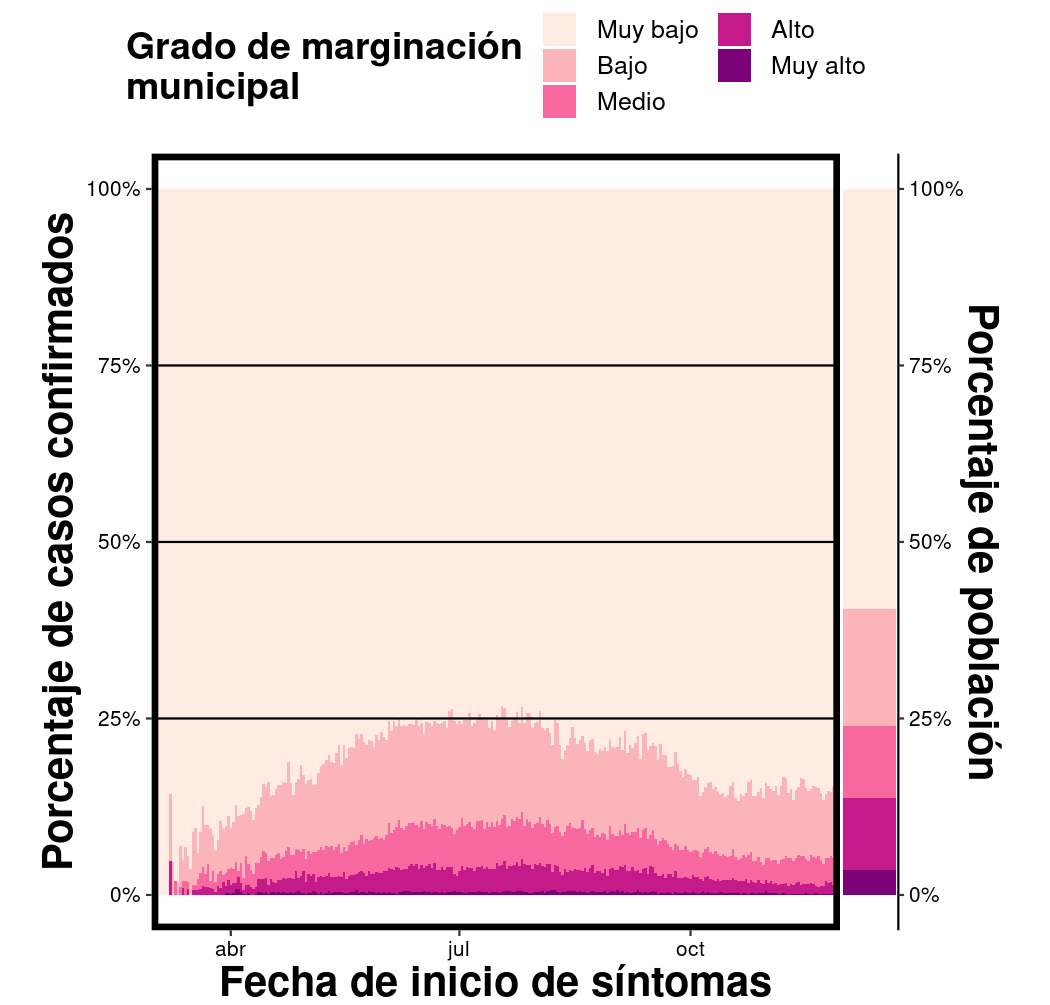 Grado de marginación
municipal
Muy bajo
Bajo
Medio
Alto
Muy alto
Porcentaje de casos confirmados
100%
75%
50%
25%
0%
abr
jul
oct
Fecha de inicio de síntomas
100%
75%
50%
25%
0%
Porcentaje de población